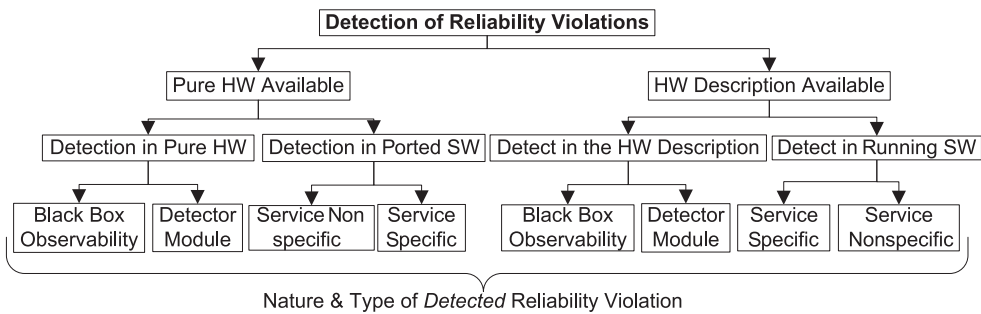 Detection of Reliability Violations
Pure HW Available
HW Description Available
Detection in Pure HW
Detection in Ported SW
Detect in the HW Description
Detect in Running SW
Black Box
Observability
Detector
Module
Service Non
specific
Service
Specific
Black Box
Observability
Detector
Module
Service
Specific
Service
Nonspecific
Nature & Type of Detected Reliability Violation